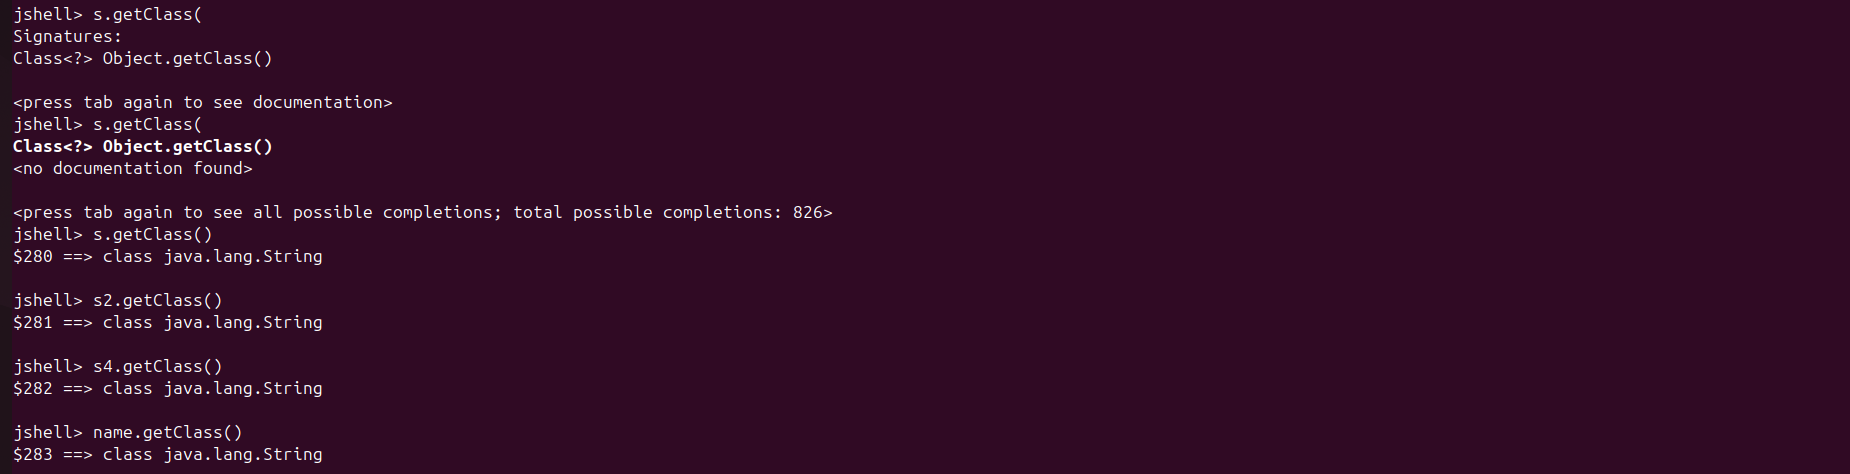 jshell> s.getClass(
Signatures:
Class<?> Object.getClass()
<press tab again to see documentation>
jshell> s.getClass(
Class<?> Object.getClass()
<no documentation found>
<press tab again to see all possible completions; total possible completions: 826>
jshell> s.getClass()
$280 ==> class java.lang.String
jshell> s2.getClass()
$281 ==> class java.lang.String
jshell> s4.getClass()
$282 ==> class java.lang.String
jshell> name.getClass()
$283 ==> class java.lang.String